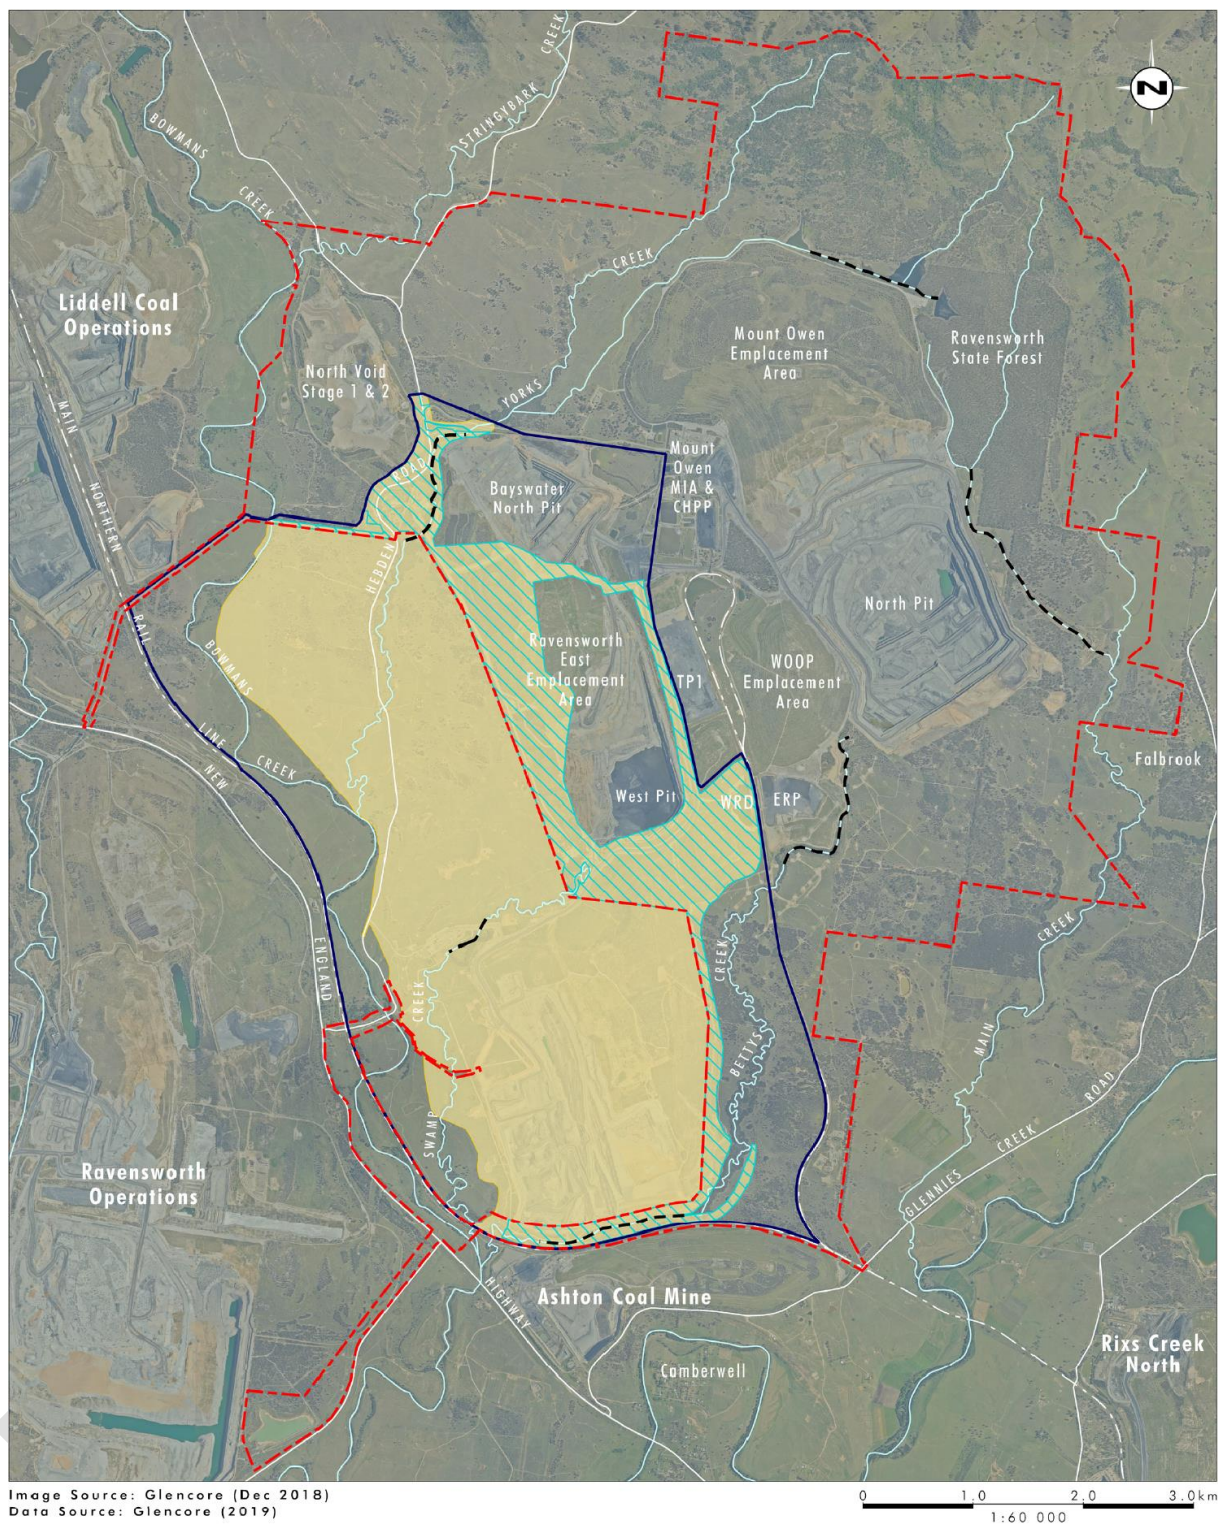 CREEK
STRINGYBARK
N
BOWMANS
CREEK
CREEK
Liddell Coal
Operations
Mount Owen
Emplacement
Area
Ravensworth
State Forest
North Void
Stage 1 & 2
YORKS
MAIN
NORTHERN
RAIL
LINE
Mount
Owen
MIA &
CHPP
ROAD
Bayswater
North Pit
HEBDEN
North Pit
Ravensworth
East
Emplacement
Area
BOWMANS
CREEK
TP1
WOOP
Emplacement
Area
Falbrook
NEW
ENGLAND
HIGHWAY
West Pit
WRD
ERP
CREEK
BETTYS
CREEK
SWAMP
CREEK
MAIN
GLENNIES
CREEK
ROAD
Ravensworth
Operations
Ashton Coal Mine
Camberwell
Rixs Creek
North
Image Source: Glencore (Dec 2018)
Data Source: Glencore (2019)
0 1.0 2.0 3.0km
1:60 000